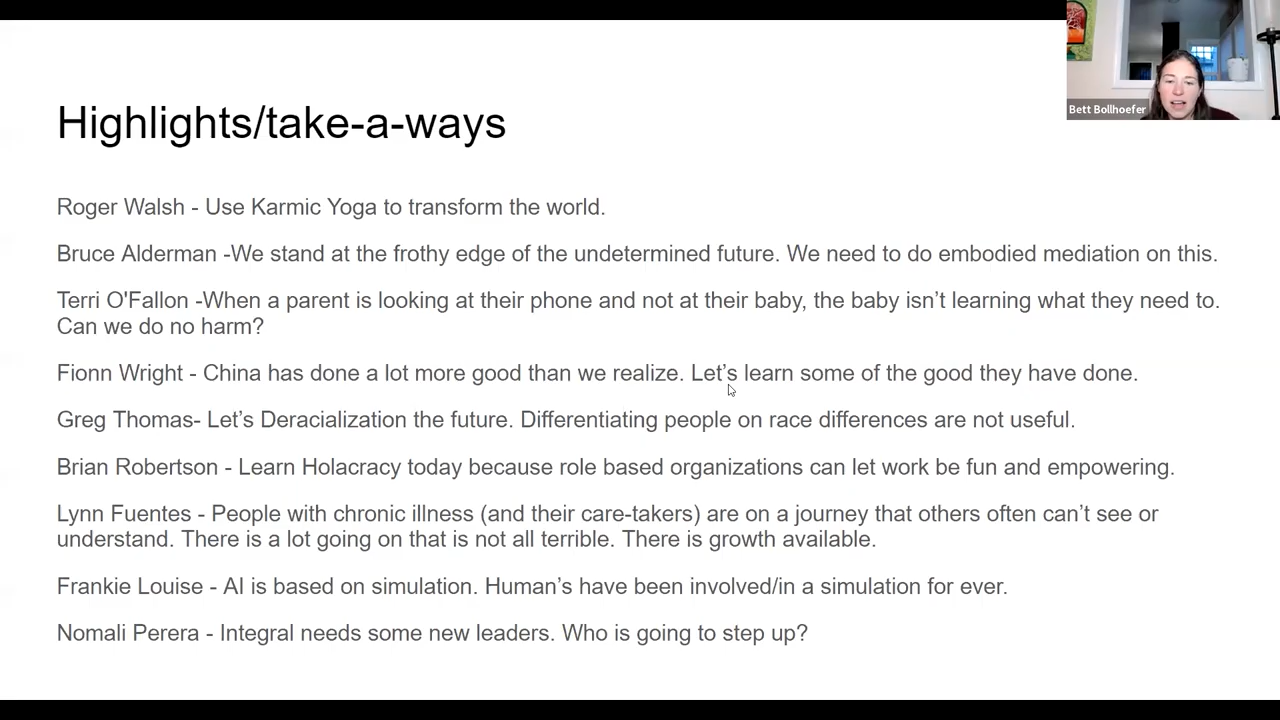 Bett Bollhoefer
Highlights/take-a-ways
Roger Walsh - Use Karmic Yoga to transform the world.
Bruce Alderman -We stand at the frothy edge of the undetermined future. We need to do embodied mediation on this.
Terri O'Fallon -When a parent is looking at their phone and not at their baby, the baby isn’t learning what they need to.
Can we do no harm?
Fionn Wright - China has done a lot more good than we realize. Let’s learn some of the good they have done.
Greg Thomas- Let’s Deracialization the future. Differentiating people on race differences are not useful.
Brian Robertson - Learn Holacracy today because role based organizations can let work be fun and empowering.
Lynn Fuentes - People with chronic illness (and their care-takers) are on a journey that others often can’t see or
understand. There is a lot going on that is not all terrible. There is growth available.
Frankie Louise - AI is based on simulation. Human’s have been involved/in a simulation for ever.
Nomali Perera - Integral needs some new leaders. Who is going to step up?